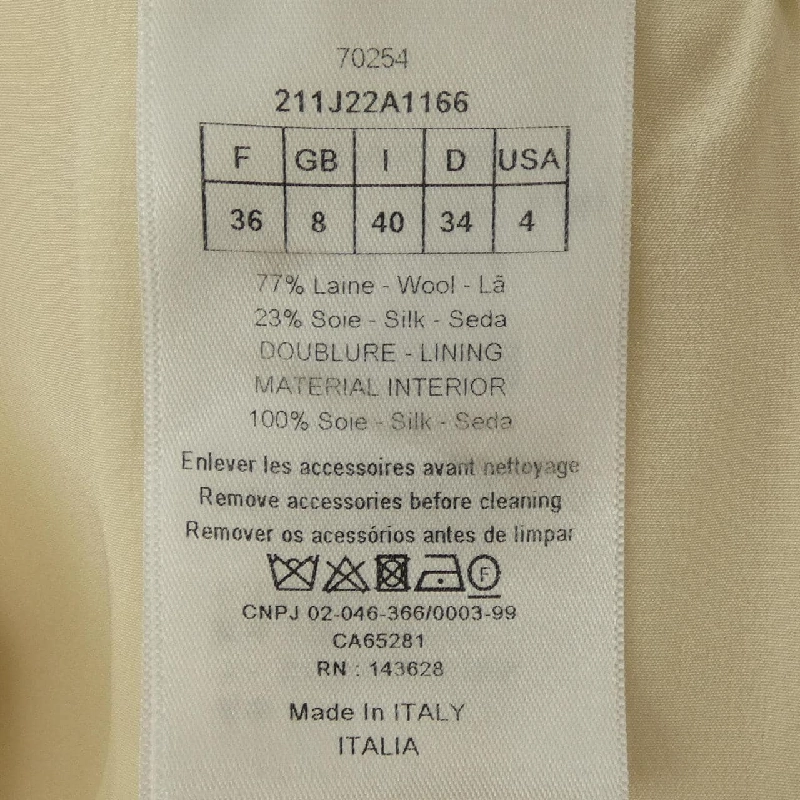 70254
211J22A1166
F GB I D USA
36 8 40 34 4
77% Laine - Wool - Lã
23% Soie - Silk - Seda
DOUBLURE - LINING
MATERIAL INTERIOR
100% Soie - Silk - Seda
Enlever les accessoires avant nettoyage
Remove accessories before cleaning
Remover os acessórios antes de limpar
F
CNPJ 02-046-366/0003-99
CA65281
RN : 143628
Made In ITALY
ITALIA